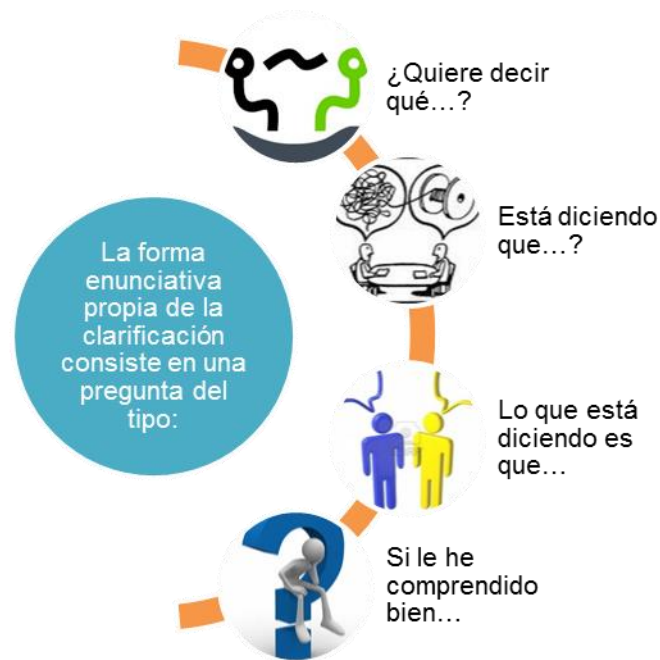 La forma
enunciativa
propia de la
clarificación
consiste en una
pregunta del
tipo:
¿Quiere decir
qué…?
Está diciendo
que…?
Lo que está
diciendo es
que…
Si le he
comprendido
bien…